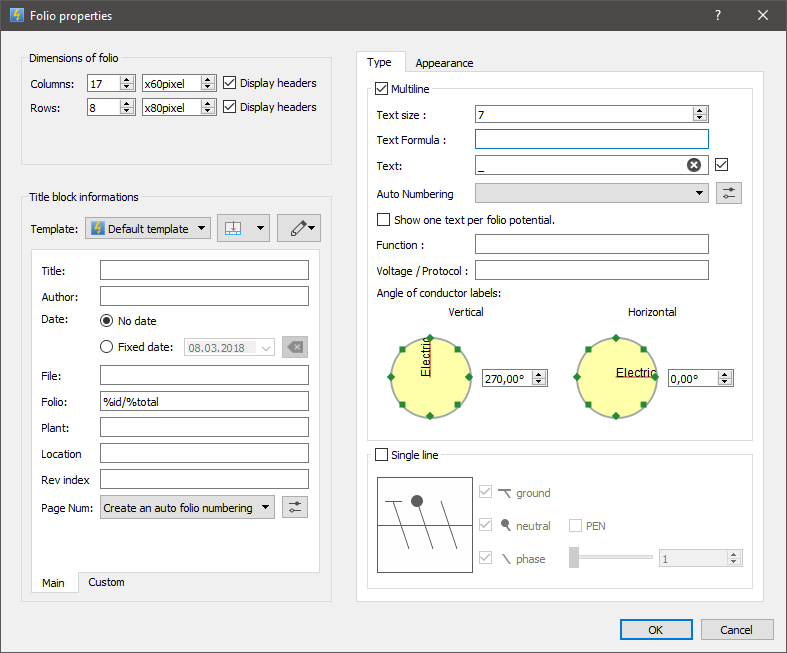 Folio properties
?
Dimensions of folio
Columns: 17 x60pixel Display headers
Rows: 8 x80pixel Display headers
Title block informations
Template: Default template
Title:
Author:
Date: No date
Fixed date: 08.03.2018
File:
Folio: %id/%total
Plant:
Location
Rev index
Page Num: Create an auto folio numbering
Main Custom
Type Appearance
Multiline
Text size : 7
Text Formula :
Text: _
Auto Numbering
Show one text per folio potential.
Function :
Voltage / Protocol :
Angle of conductor labels:
Vertical Horizontal
Electric 270,00° Electric 0,00°
Single line
ground
neutral PEN
phase 1
OK Cancel